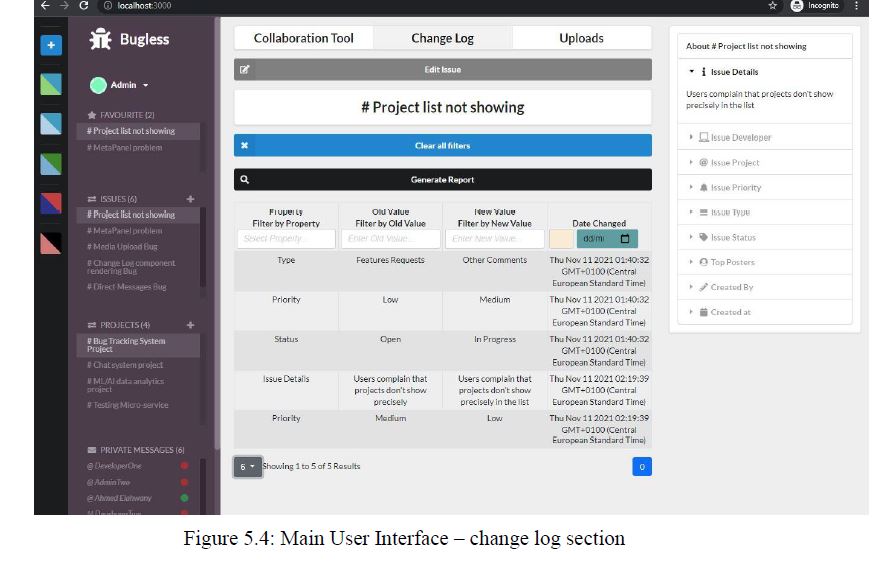 localhost:3000
Incognito
Bugless
Admin
FAVOURITE (2)
# Project list not showing
# MetaPanel problem
ISSUES (6)
# Project list not showing
# MetaPanel problem
# Media Upload Bug
# Change Log component
rendering Bug
# Direct Messages Bug
PROJECTS (4)
# Bug Tracking System
Project
# Chat system project
# ML/AI data analytics
project
# Testing Micro-service
PRIVATE MESSAGES (6)
@ DeveloperOne
@ AdminTwo
@ Ahmed Elahwany
Collaboration Tool
Change Log
Uploads
Edit Issue
# Project list not showing
Clear all filters
Generate Report
Property Old Value New Value
Filter by Property Filter by Old Value Filter by New Value Date Changed
Select Property... Enter Old Value... Enter New Value... dd/m
Type Features Requests Other Comments Thu Nov 11 2021 01:40:32
GMT+0100 (Central
European Standard Time)
Priority Low Medium Thu Nov 11 2021 01:40:32
GMT+0100 (Central
European Standard Time)
Status Open In Progress Thu Nov 11 2021 01:40:32
GMT+0100 (Central
European Standard Time)
Issue Details Users complain that Users complain that Thu Nov 11 2021 02:19:39
projects don't show projects don't show GMT+0100 (Central
precisely precisely in the list European Standard Time)
Priority Medium Low Thu Nov 11 2021 02:19:39
GMT+0100 (Central
European Standard Time)
6 Showing 1 to 5 of 5 Results 0
About # Project list not showing
Issue Details
Users complain that projects don't show
precisely in the list
Issue Developer
@ Issue Project
Issue Priority
Issue Type
Issue Status
Top Posters
Created By
Created at
Figure 5.4: Main User Interface – change log section